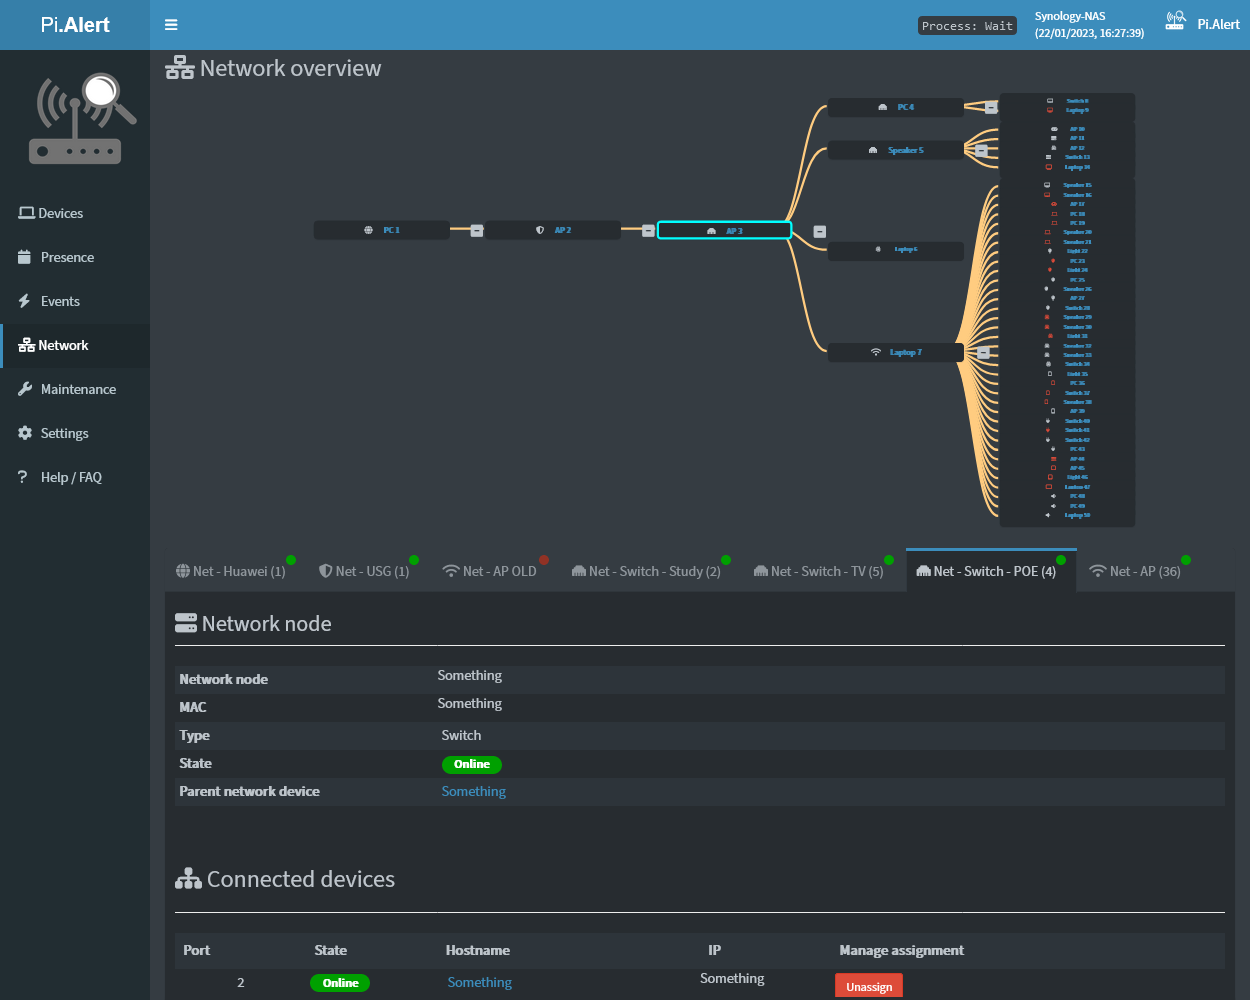 Pi.Alert
Process: Wait
Synology-NAS
(22/01/2023, 16:27:39)
Pi.Alert
Devices
Presence
Events
Network
Maintenance
Settings
Help / FAQ
Network overview
PC 1
AP 2
AP 3
PC 4
Speaker 5
Laptop 6
Laptop 7
Switch 8
Laptop 9
AP 10
AP 11
AP 12
Switch 13
Laptop 14
Speaker 15
Speaker 16
AP 17
PC 18
PC 19
Speaker 20
Speaker 21
Light 22
PC 23
Light 24
PC 25
Speaker 26
AP 27
Switch 28
Speaker 29
Speaker 30
Light 31
Speaker 32
Speaker 33
Switch 34
Light 35
PC 36
Switch 37
Speaker 38
AP 39
Switch 40
Switch 41
Switch 42
PC 43
AP 44
AP 45
Light 46
Laptop 47
PC 48
PC 49
Laptop 50
Net - Huawei (1)
Net - USG (1)
Net - AP OLD
Net - Switch - Study (2)
Net - Switch - TV (5)
Net - Switch - POE (4)
Net - AP (36)
Network node
Network node Something
MAC Something
Type Switch
State Online
Parent network device Something
Connected devices
Port State Hostname IP Manage assignment
2 Online Something Something Unassign